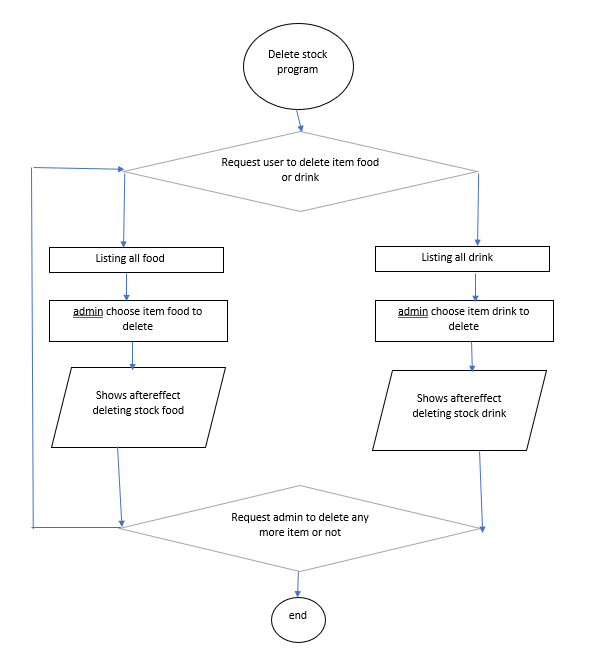 Delete stock
program
Request user to delete item food
or drink
Listing all food
Listing all drink
admin choose item food to
delete
admin choose item drink to
delete
Shows aftereffect
deleting stock food
Shows aftereffect
deleting stock drink
Request admin to delete any
more item or not
end